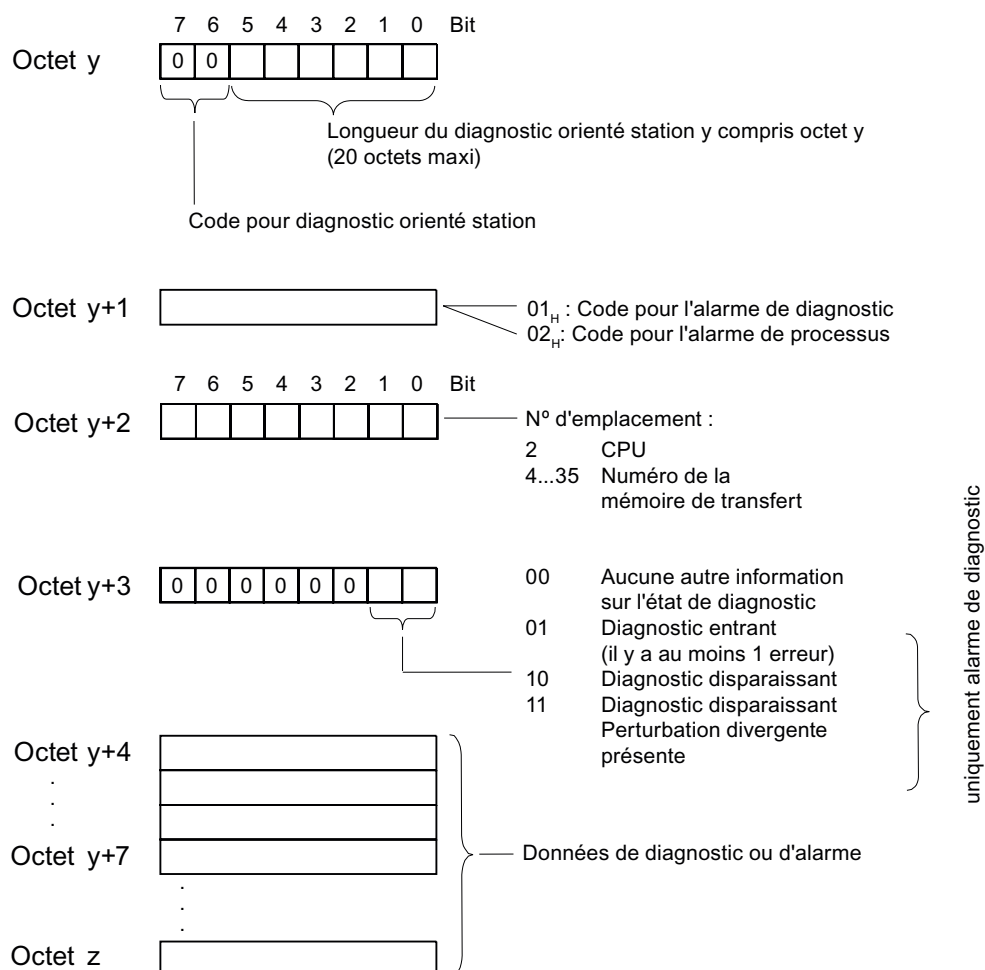 7 6 5 4 3 2 1 0 Bit
Octet y
0 0
Longueur du diagnostic orienté station y compris octet y
(20 octets maxi)
Code pour diagnostic orienté station
Octet y+1
01H : Code pour l'alarme de diagnostic
02H: Code pour l'alarme de processus
7 6 5 4 3 2 1 0 Bit
Octet y+2
Nº d'emplacement :
2 CPU
4...35 Numéro de la
mémoire de transfert
Octet y+3
0 0 0 0 0 0
00 Aucune autre information
sur l'état de diagnostic
01 Diagnostic entrant
(il y a au moins 1 erreur)
10 Diagnostic disparaissant
11 Diagnostic disparaissant
Perturbation divergente
présente
uniquement alarme de diagnostic
Octet y+4
.
.
.
Octet y+7
Données de diagnostic ou d'alarme
.
.
.
Octet z